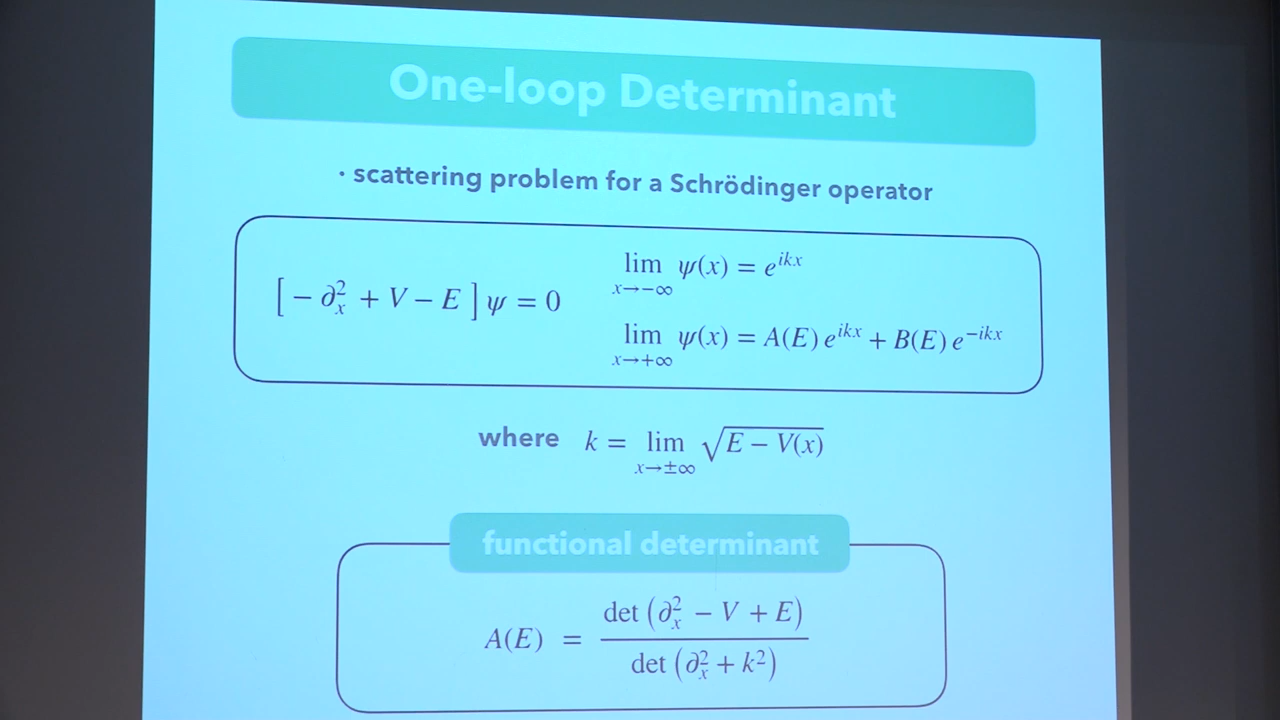 One-loop Determinant
· scattering problem for a Schrödinger operator
[ − ∂²ₓ + V − E ] ψ = 0
lim ψ(x) = e^{ikx}
x→−∞
lim ψ(x) = A(E) e^{ikx} + B(E) e^{−ikx}
x→+∞
where k = lim √(E − V(x))
x→±∞
functional determinant
A(E) = det (∂²ₓ − V + E) / det (∂²ₓ + k²)